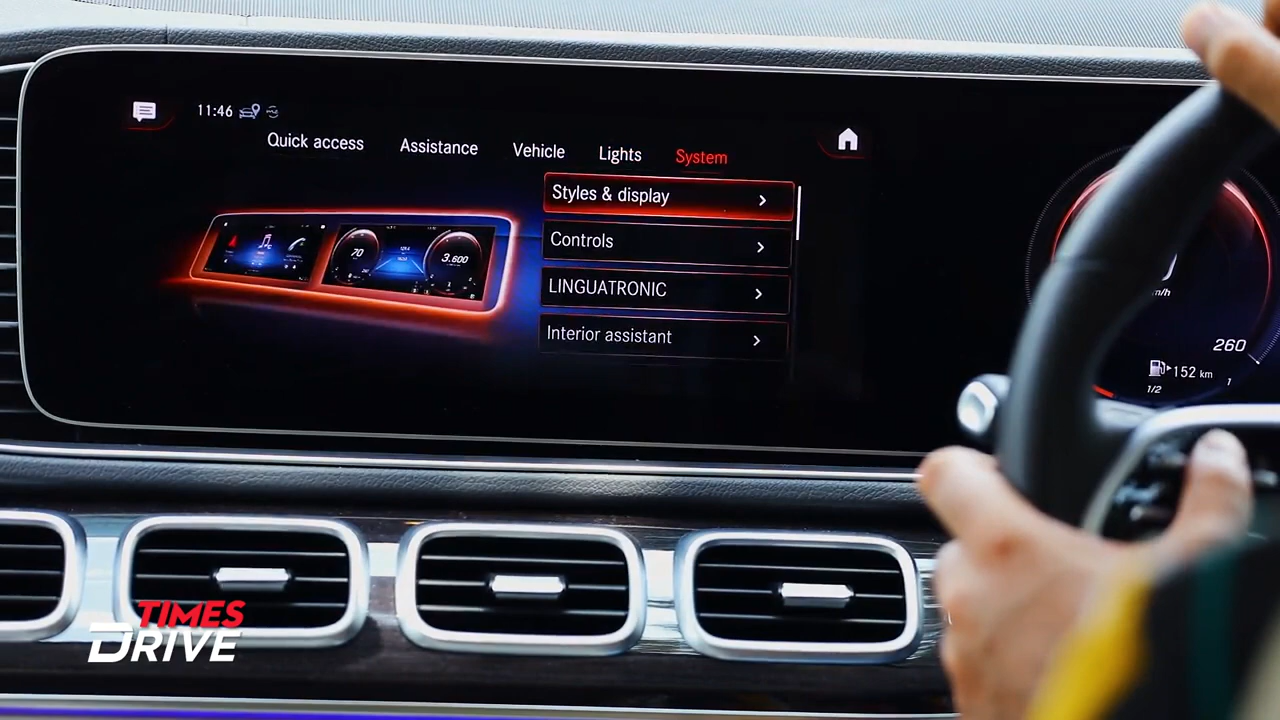 11:46
Quick access Assistance Vehicle Lights System
Styles & display
Controls
LINGUATRONIC
Interior assistant
70
3.600
m/h
260
152 km
1/2 1
TIMES
DRIVE